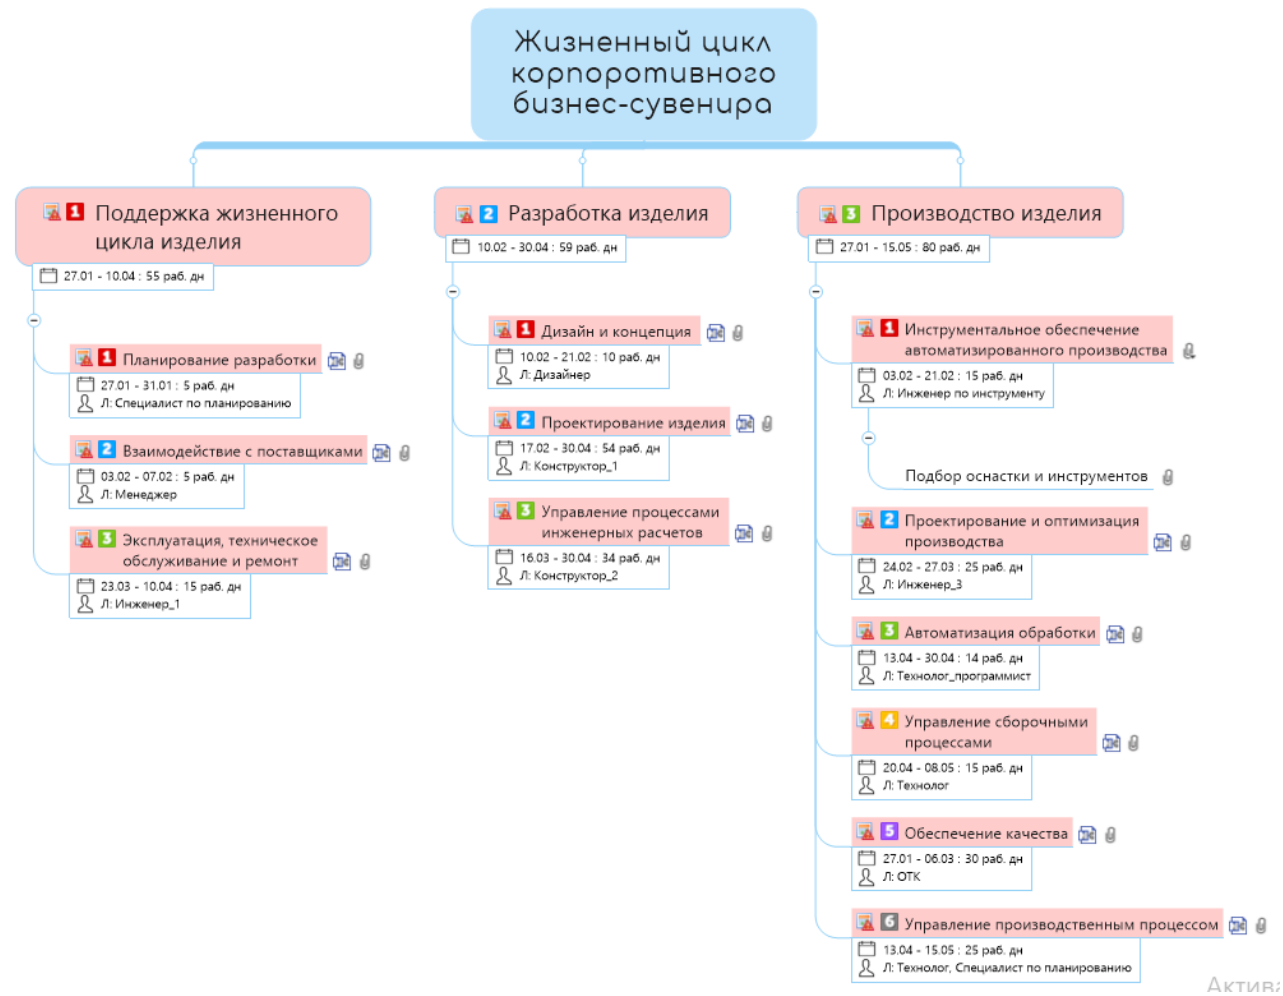 Жизненный цикл
корпоротивного
бизнес-сувенира
1 Поддержка жизненного
цикла изделия
27.01 - 10.04 : 55 раб. дн
1 Планирование разработки
27.01 - 31.01 : 5 раб. дн
Л: Специалист по планированию
2 Взаимодействие с поставщиками
03.02 - 07.02 : 5 раб. дн
Л: Менеджер
3 Эксплуатация, техническое
обслуживание и ремонт
23.03 - 10.04 : 15 раб. дн
Л: Инженер_1
2 Разработка изделия
10.02 - 30.04 : 59 раб. дн
1 Дизайн и концепция
10.02 - 21.02 : 10 раб. дн
Л: Дизайнер
2 Проектирование изделия
17.02 - 30.04 : 54 раб. дн
Л: Конструктор_1
3 Управление процессами
инженерных расчетов
16.03 - 30.04 : 34 раб. дн
Л: Конструктор_2
3 Производство изделия
27.01 - 15.05 : 80 раб. дн
1 Инструментальное обеспечение
автоматизированного производства
03.02 - 21.02 : 15 раб. дн
Л: Инженер по инструменту
Подбор оснастки и инструментов
2 Проектирование и оптимизация
производства
24.02 - 27.03 : 25 раб. дн
Л: Инженер_3
3 Автоматизация обработки
13.04 - 30.04 : 14 раб. дн
Л: Технолог_программист
4 Управление сборочными
процессами
20.04 - 08.05 : 15 раб. дн
Л: Технолог
5 Обеспечение качества
27.01 - 06.03 : 30 раб. дн
Л: ОТК
6 Управление производственным процессом
13.04 - 15.05 : 25 раб. дн
Л: Технолог, Специалист по планированию
Актива